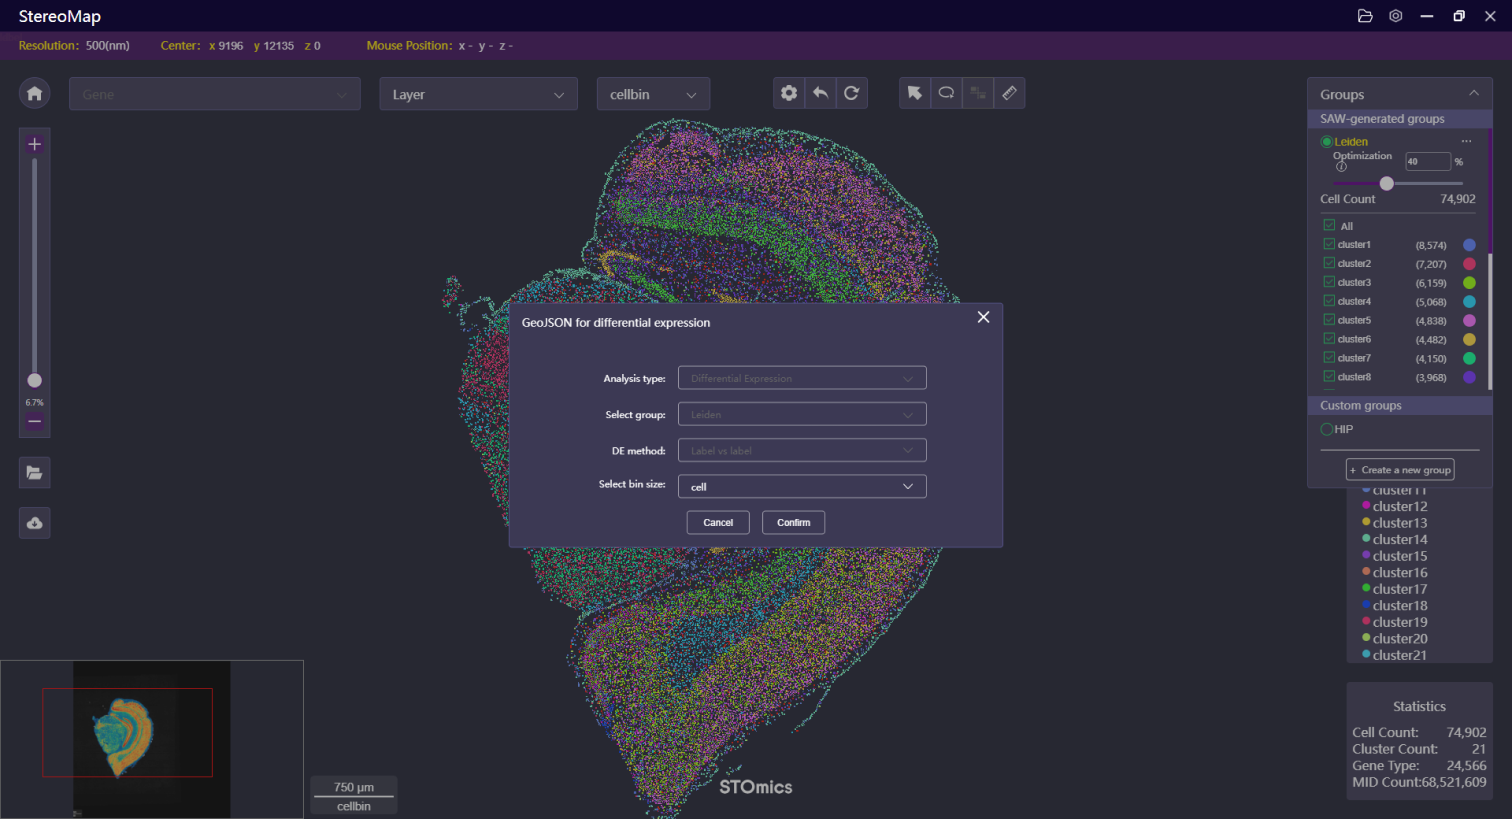 StereoMap
Resolution: 500(nm) Center: x 9196 y 12135 z 0 Mouse Position: x - y - z -
Gene
Layer
cellbin
Groups
SAW-generated groups
Leiden ...
Optimization
40 %
Cell Count 74,902
All
cluster1 (8,574)
cluster2 (7,207)
cluster3 (6,159)
cluster4 (5,068)
cluster5 (4,838)
cluster6 (4,482)
cluster7 (4,150)
cluster8 (3,968)
Custom groups
HIP
+ Create a new group
6.7%
GeoJSON for differential expression
Analysis type: Differential Expression
Select group: Leiden
DE method: Label vs label
Select bin size: cell
Cancel Confirm
cluster11
cluster12
cluster13
cluster14
cluster15
cluster16
cluster17
cluster18
cluster19
cluster20
cluster21
Statistics
Cell Count: 74,902
Cluster Count: 21
Gene Type: 24,566
MID Count:68,521,609
750 μm
cellbin
STOmics